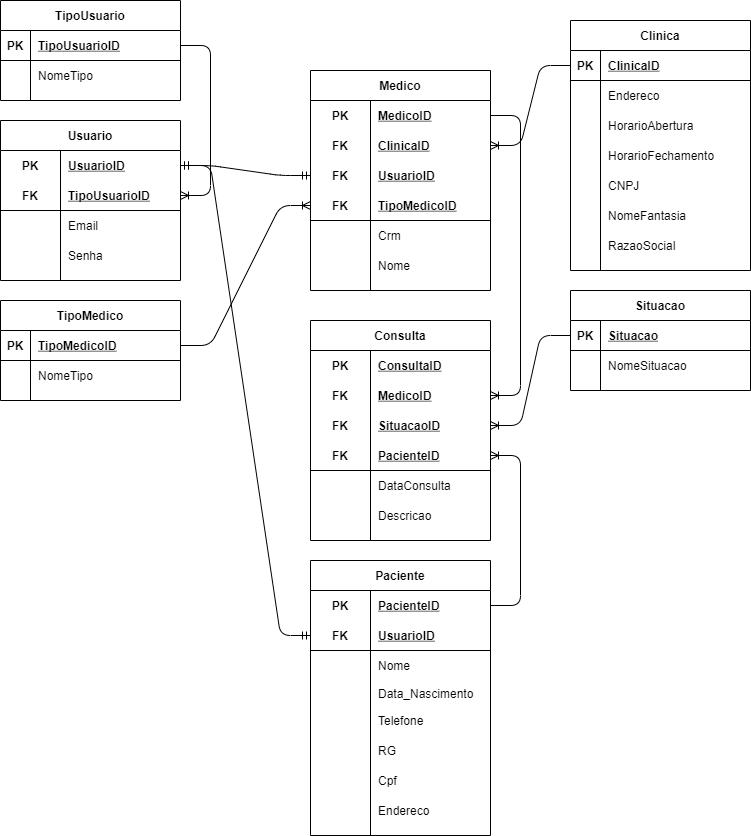 TipoUsuario
PK TipoUsuarioID
NomeTipo
Usuario
PK UsuarioID
FK TipoUsuarioID
Email
Senha
TipoMedico
PK TipoMedicoID
NomeTipo
Medico
PK MedicoID
FK ClinicaID
FK UsuarioID
FK TipoMedicoID
Crm
Nome
Consulta
PK ConsultaID
FK MedicoID
FK SituacaoID
FK PacienteID
DataConsulta
Descricao
Paciente
PK PacienteID
FK UsuarioID
Nome
Data_Nascimento
Telefone
RG
Cpf
Endereco
Clinica
PK ClinicaID
Endereco
HorarioAbertura
HorarioFechamento
CNPJ
NomeFantasia
RazaoSocial
Situacao
PK Situacao
NomeSituacao